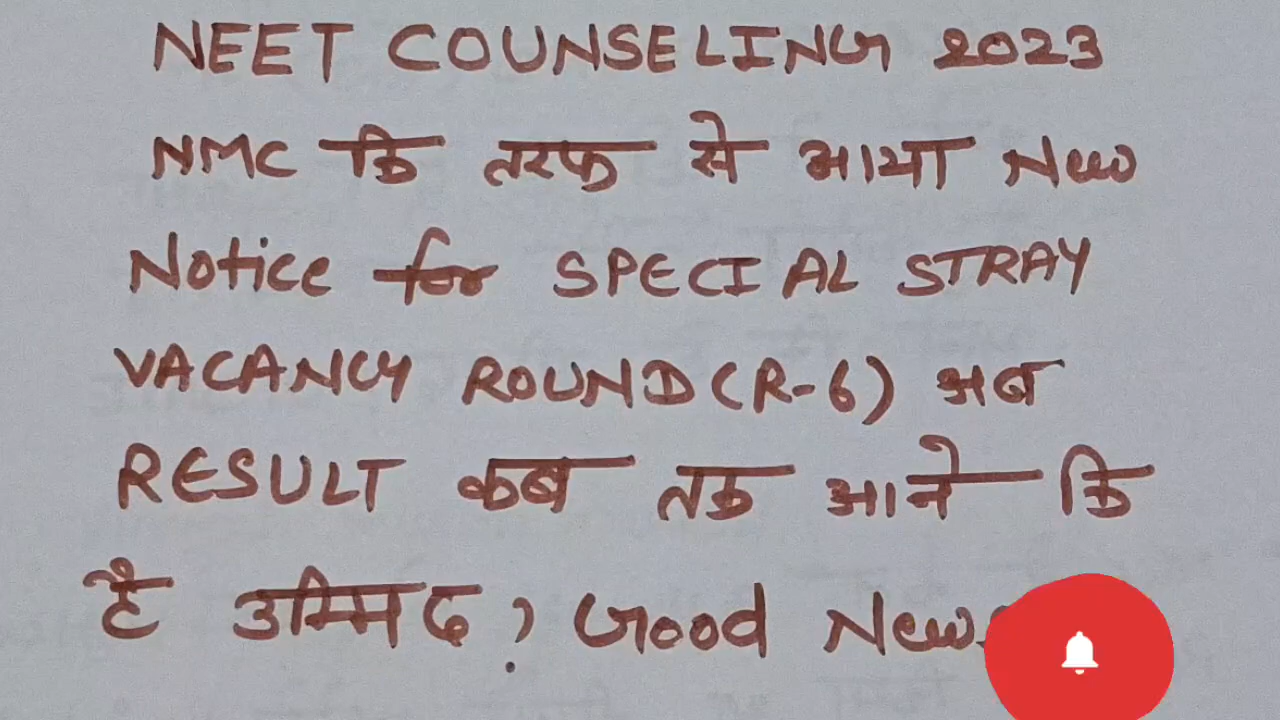 NEET COUNSELING 2023
NMC कि तरफ से आया New
Notice for SPECIAL STRAY
VACANCY ROUND (R-6) अब
RESULT कब तक आने कि
है उम्मिद ? Good News